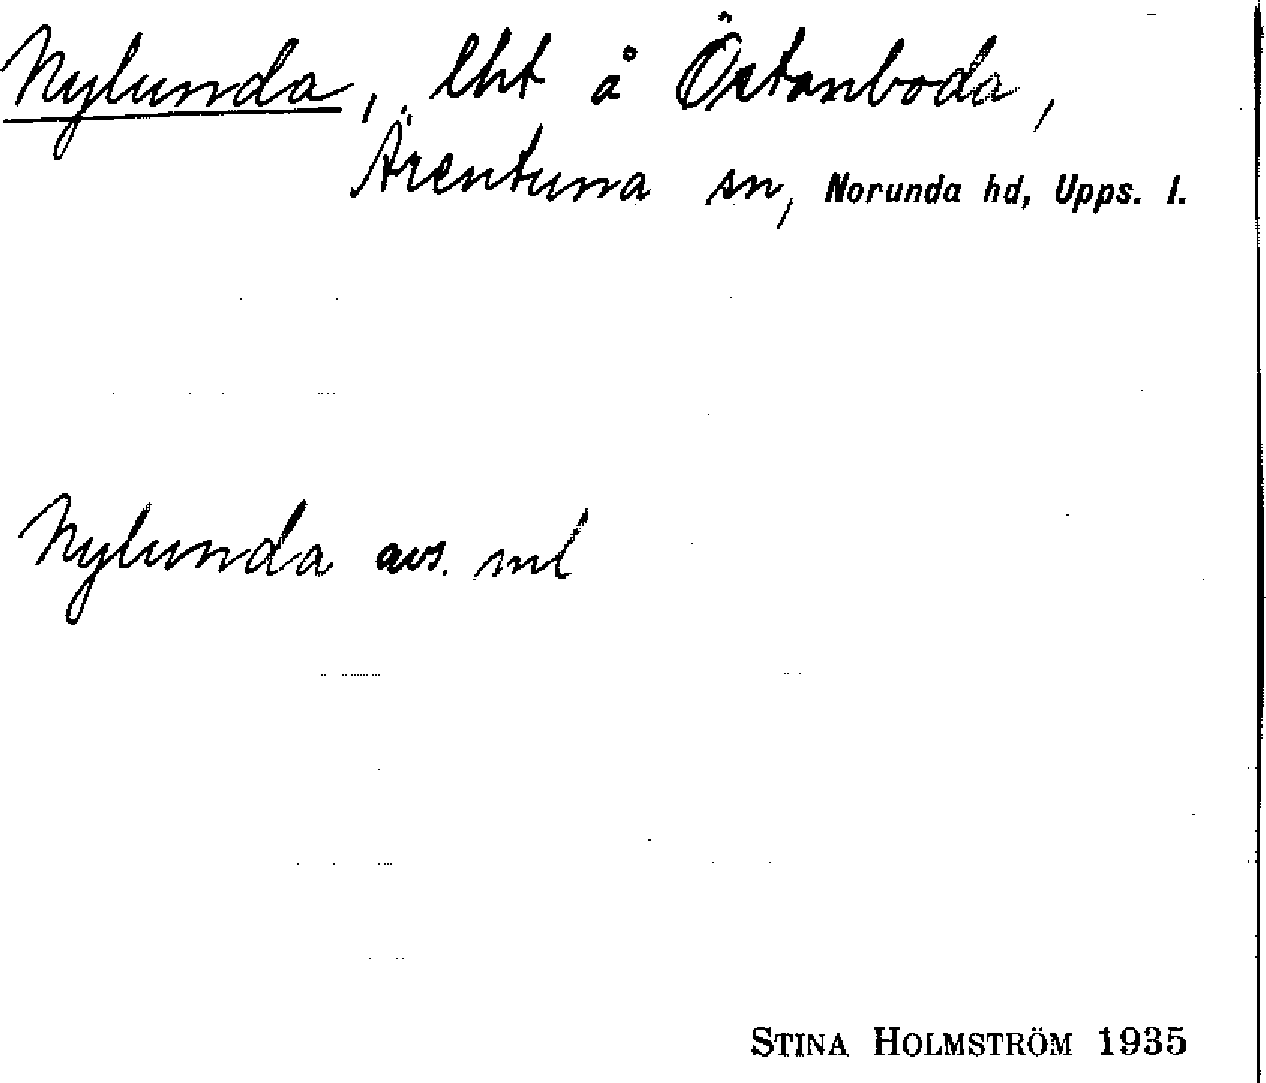 Nylunda, lht å Östanboda,
Ärentuna sn, Norunda hd, Upps. l.
Nylunda avs. ml
STINA HOLMSTRÖM 1935